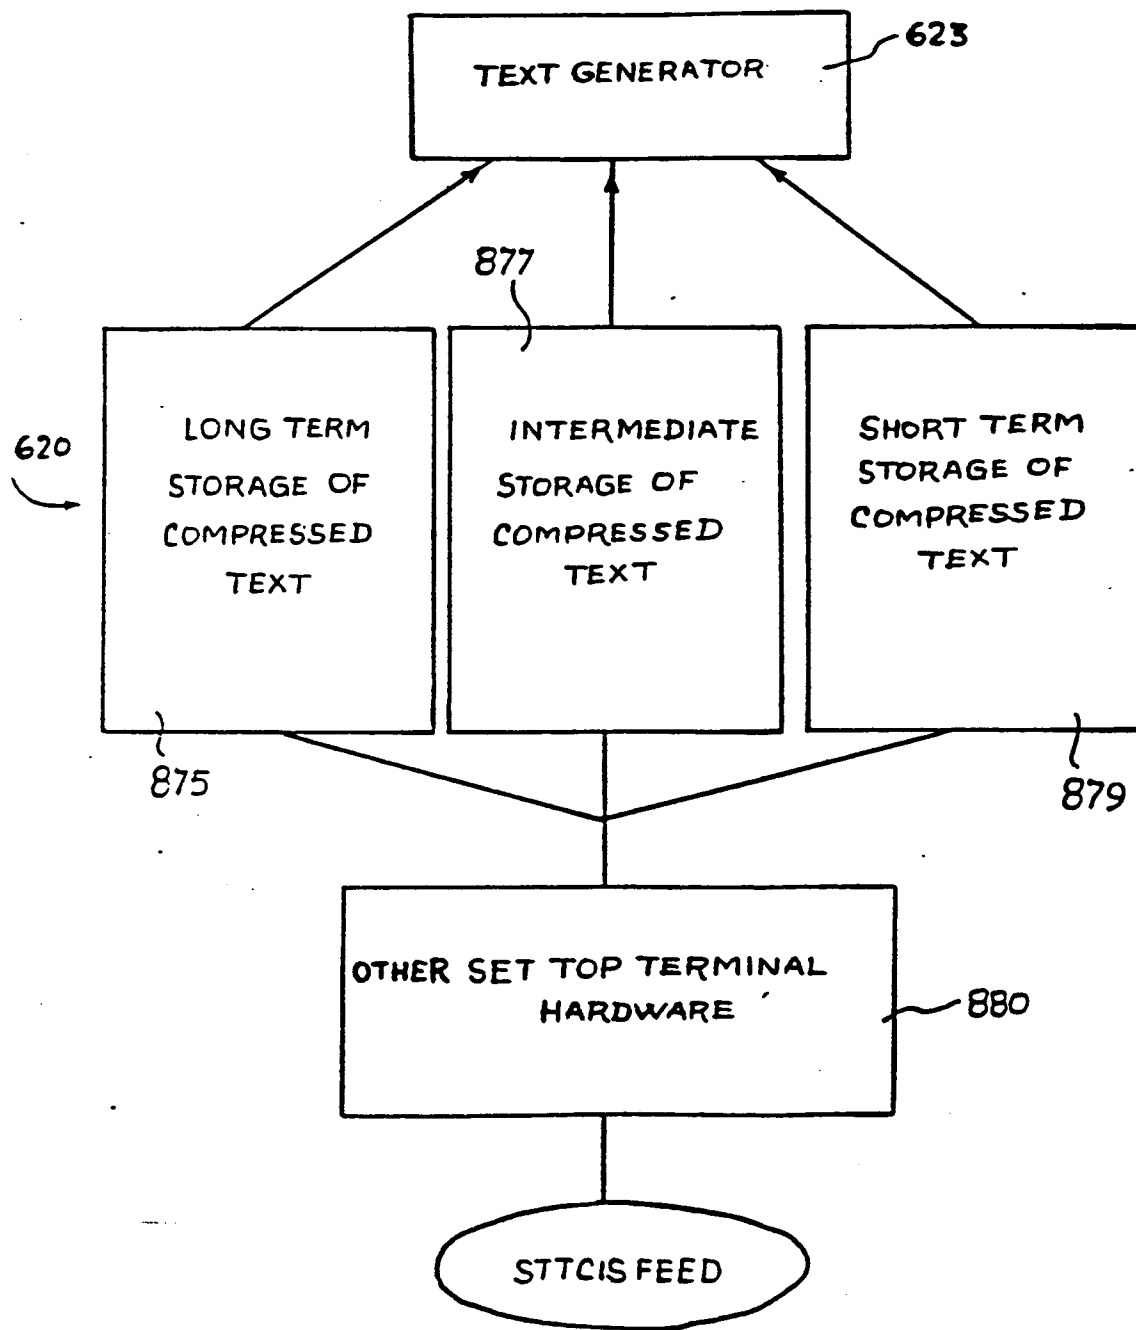 623
TEXT GENERATOR
877
620
LONG TERM
STORAGE OF
COMPRESSED
TEXT
INTERMEDIATE
STORAGE OF
COMPRESSED
TEXT
SHORT TERM
STORAGE OF
COMPRESSED
TEXT
875
879
OTHER SET TOP TERMINAL
HARDWARE
880
STTCIS FEED